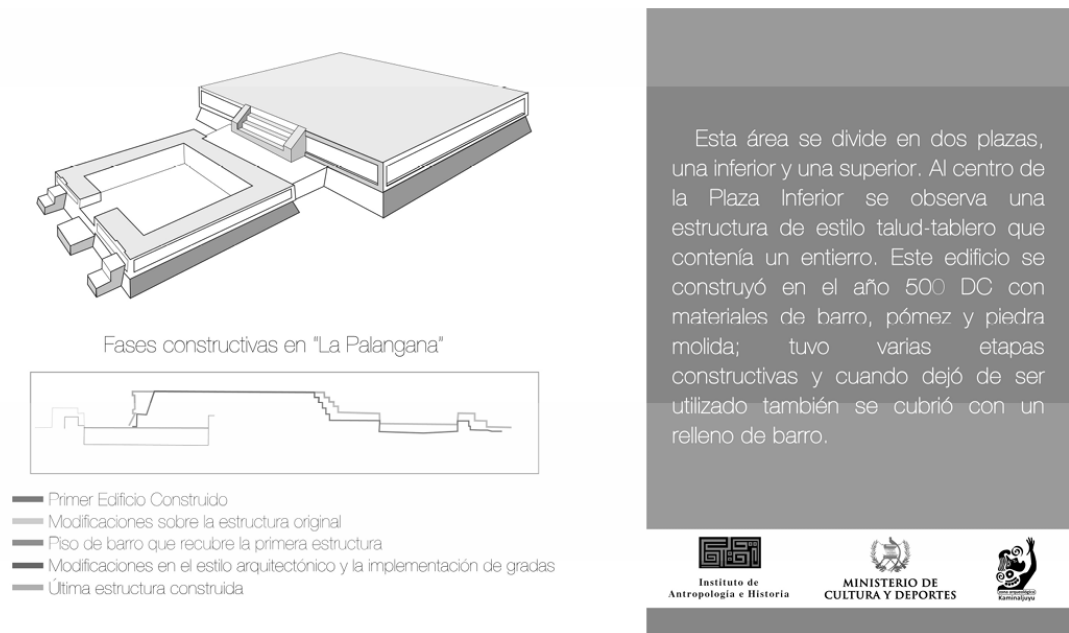 Fases constructivas en "La Palangana"
Primer Edificio Construido
Modificaciones sobre la estructura original
Piso de barro que recubre la primera estructura
Modificaciones en el estilo arquitectónico y la implementación de gradas
Última estructura construida
Esta área se divide en dos plazas,
una inferior y una superior. Al centro de
la Plaza Inferior se observa una
estructura de estilo talud-tablero que
contenía un entierro. Este edificio se
construyó en el año 500 DC con
materiales de barro, pómez y piedra
molida; tuvo varias etapas
constructivas y cuando dejó de ser
utilizado también se cubrió con un
relleno de barro.
Instituto de
Antropología e Historia
MINISTERIO DE
CULTURA Y DEPORTES
zona arqueológica
Kaminaljuyu